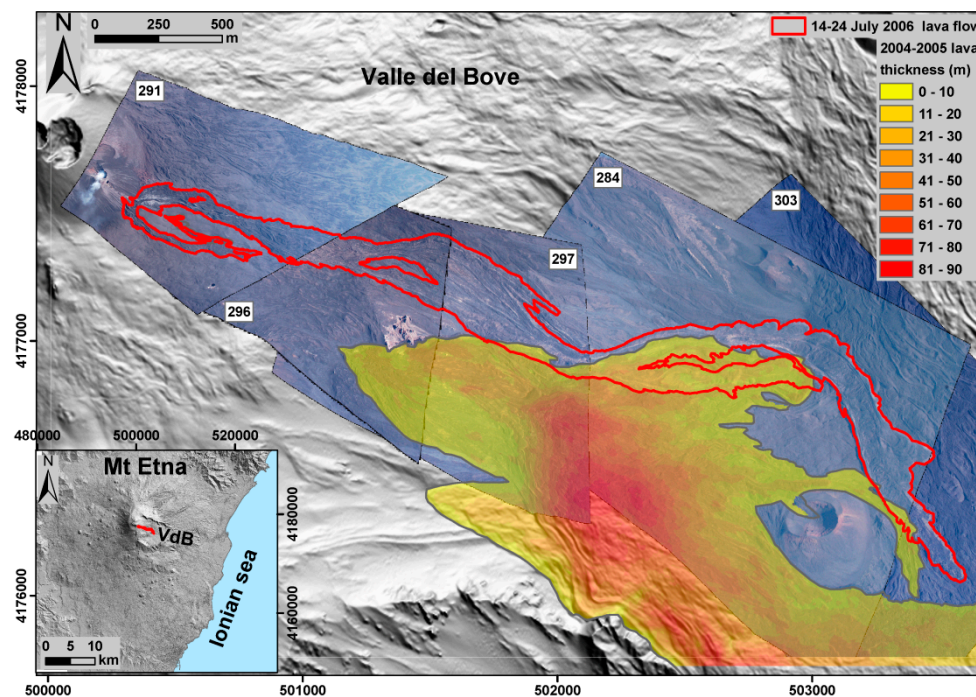 N
0 250 500
m
14-24 July 2006 lava flow
2004-2005 lava
thickness (m)
0 - 10
11 - 20
21 - 30
31 - 40
41 - 50
51 - 60
61 - 70
71 - 80
81 - 90
Valle del Bove
291
284
303
297
296
4178000
4177000
4176000
480000 500000 520000
N
Mt Etna
VdB
Ionian sea
4180000
4160000
0 5 10
km
500000 501000 502000 503000